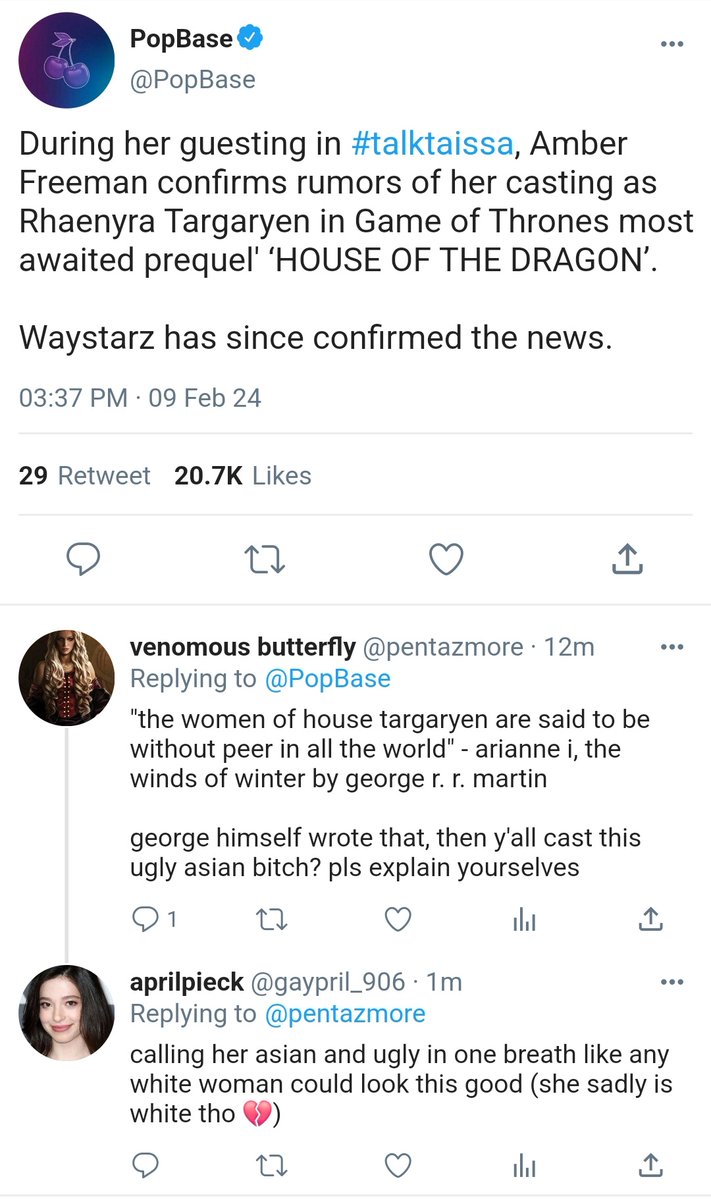 PopBase
@PopBase
During her guesting in #talktaissa, Amber
Freeman confirms rumors of her casting as
Rhaenyra Targaryen in Game of Thrones most
awaited prequel' ‘HOUSE OF THE DRAGON’.
Waystarz has since confirmed the news.
03:37 PM · 09 Feb 24
29 Retweet 20.7K Likes
venomous butterfly @pentazmore · 12m
Replying to @PopBase
"the women of house targaryen are said to be
without peer in all the world" - arianne i, the
winds of winter by george r. r. martin
george himself wrote that, then y'all cast this
ugly asian bitch? pls explain yourselves
1
aprilpieck @gaypril_906 · 1m
Replying to @pentazmore
calling her asian and ugly in one breath like any
white woman could look this good (she sadly is
white tho 💔)